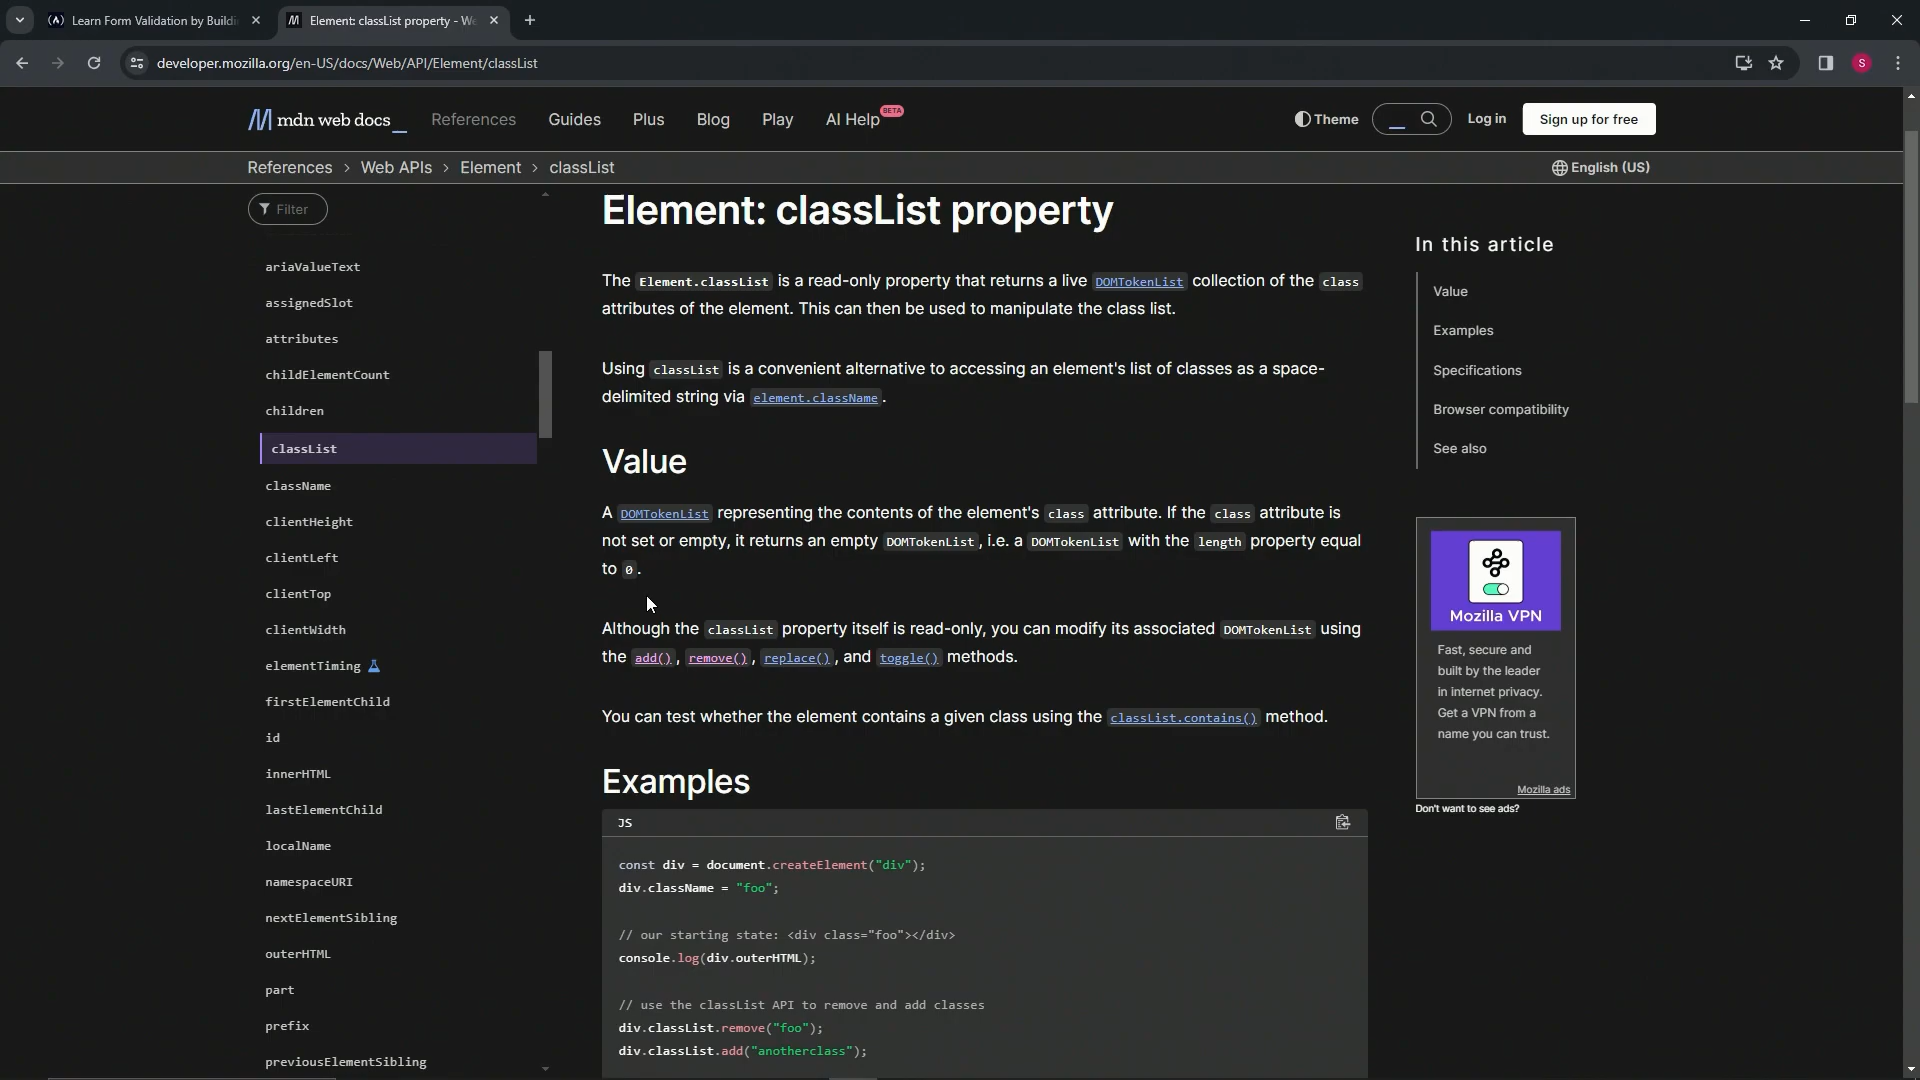 Learn Form Validation by Buildi
Element: classList property - We
developer.mozilla.org/en-US/docs/Web/API/Element/classList
S
mdn web docs_
References
Guides
Plus
Blog
Play
AI Help
BETA
Theme
Log in
Sign up for free
References > Web APIs > Element > classList
English (US)
Filter
ariaValueText
assignedSlot
attributes
childElementCount
children
classList
className
clientHeight
clientLeft
clientTop
clientWidth
elementTiming
firstElementChild
id
innerHTML
lastElementChild
localName
namespaceURI
nextElementSibling
outerHTML
part
prefix
previousElementSibling
Element: classList property
The Element.classList is a read-only property that returns a live DOMTokenList collection of the class
attributes of the element. This can then be used to manipulate the class list.
Using classList is a convenient alternative to accessing an element's list of classes as a space-
delimited string via element.className.
Value
A DOMTokenList representing the contents of the element's class attribute. If the class attribute is
not set or empty, it returns an empty DOMTokenList, i.e. a DOMTokenList with the length property equal
to 0.
Although the classList property itself is read-only, you can modify its associated DOMTokenList using
the add(), remove(), replace(), and toggle() methods.
You can test whether the element contains a given class using the classList.contains() method.
Examples
JS
const div = document.createElement("div");
div.className = "foo";
// our starting state: <div class="foo"></div>
console.log(div.outerHTML);
// use the classList API to remove and add classes
div.classList.remove("foo");
div.classList.add("anotherclass");
In this article
Value
Examples
Specifications
Browser compatibility
See also
Mozilla VPN
Fast, secure and
built by the leader
in internet privacy.
Get a VPN from a
name you can trust.
Mozilla ads
Don't want to see ads?